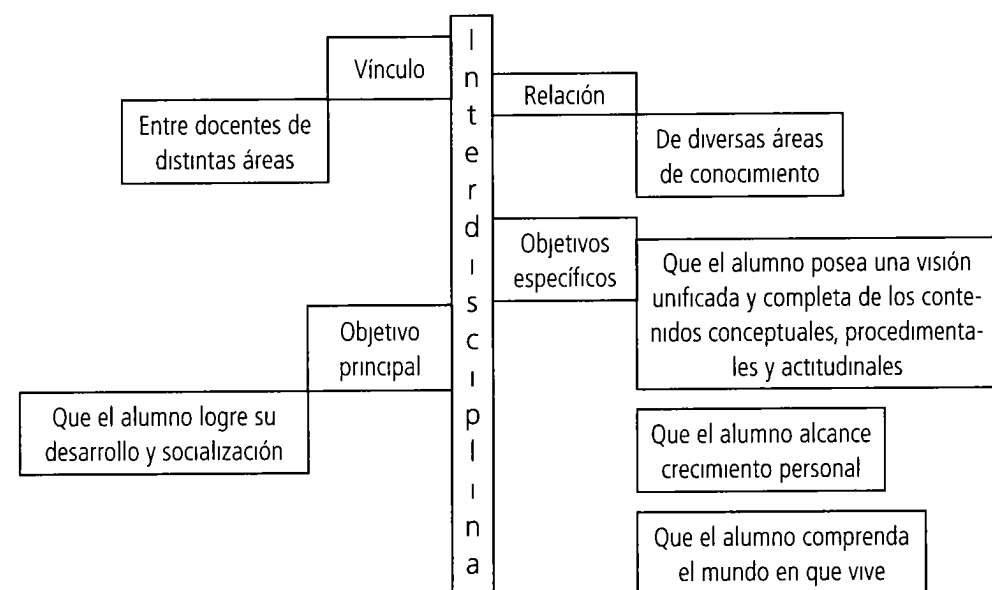 Interdisciplina
Vínculo
Entre docentes de
distintas áreas
Relación
De diversas áreas
de conocimiento
Objetivos
específicos
Que el alumno posea una visión
unificada y completa de los conte-
nidos conceptuales, procedimenta-
les y actitudinales
Que el alumno alcance
crecimiento personal
Que el alumno comprenda
el mundo en que vive
Objetivo
principal
Que el alumno logre su
desarrollo y socialización